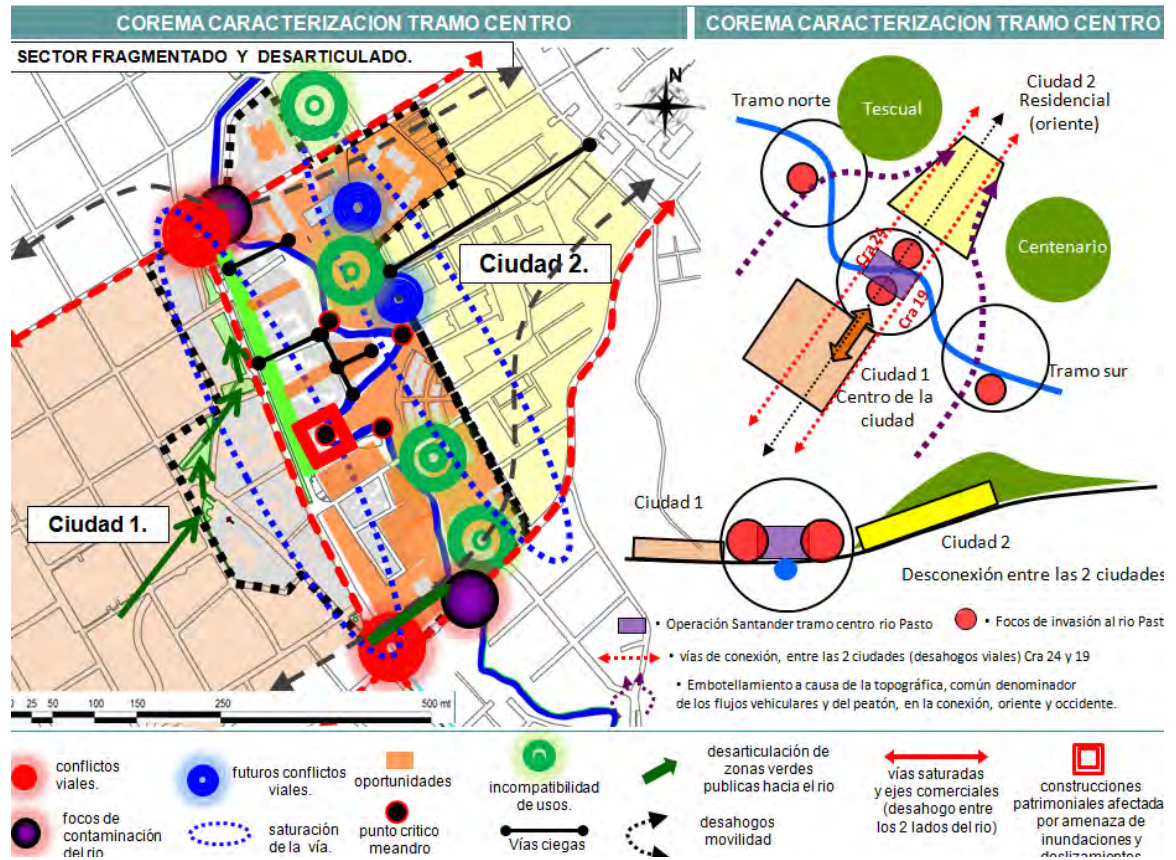 COREMA CARACTERIZACION TRAMO CENTRO
COREMA CARACTERIZACION TRAMO CENTRO
SECTOR FRAGMENTADO Y DESARTICULADO.
N
Ciudad 2.
Ciudad 1.
0 25 50
100
150
250
500 mt
Tramo norte
Tescual
Ciudad 2
Residencial
(oriente)
Centenario
Cra 24
Cra 19
Ciudad 1
Centro de la
ciudad
Tramo sur
Ciudad 1
Ciudad 2
Desconexión entre las 2 ciudades
• Operación Santander tramo centro rio Pasto
• Focos de invasión al rio Past
• vías de conexión, entre las 2 ciudades (desahogos viales) Cra 24 y 19
• Embotellamiento a causa de la topográfica, común denominador
de los flujos vehiculares y del peatón, en la conexión, oriente y occidente.
conflictos
viales.
focos de
contaminación
del rio
futuros conflictos
viales.
saturación
de la vía.
oportunidades
punto critico
meandro
incompatibilidad
de usos.
Vías ciegas
desarticulación de
zonas verdes
publicas hacia el rio
desahogos
movilidad
vías saturadas
y ejes comerciales
(desahogo entre
los 2 lados del rio)
construcciones
patrimoniales afectada
por amenaza de
inundaciones y
deslizamientos